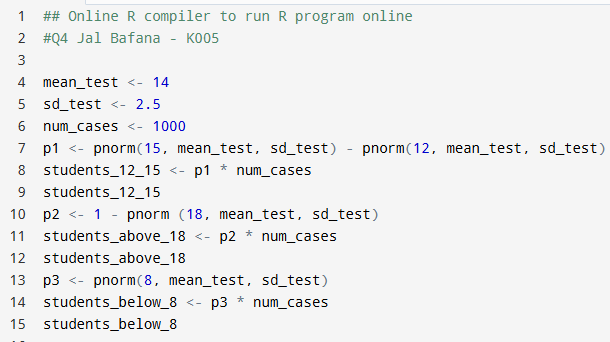 1 ## Online R compiler to run R program online
2 #Q4 Jal Bafana - K005
3
4 mean_test <- 14
5 sd_test <- 2.5
6 num_cases <- 1000
7 p1 <- pnorm(15, mean_test, sd_test) - pnorm(12, mean_test, sd_test)
8 students_12_15 <- p1 * num_cases
9 students_12_15
10 p2 <- 1 - pnorm (18, mean_test, sd_test)
11 students_above_18 <- p2 * num_cases
12 students_above_18
13 p3 <- pnorm(8, mean_test, sd_test)
14 students_below_8 <- p3 * num_cases
15 students_below_8